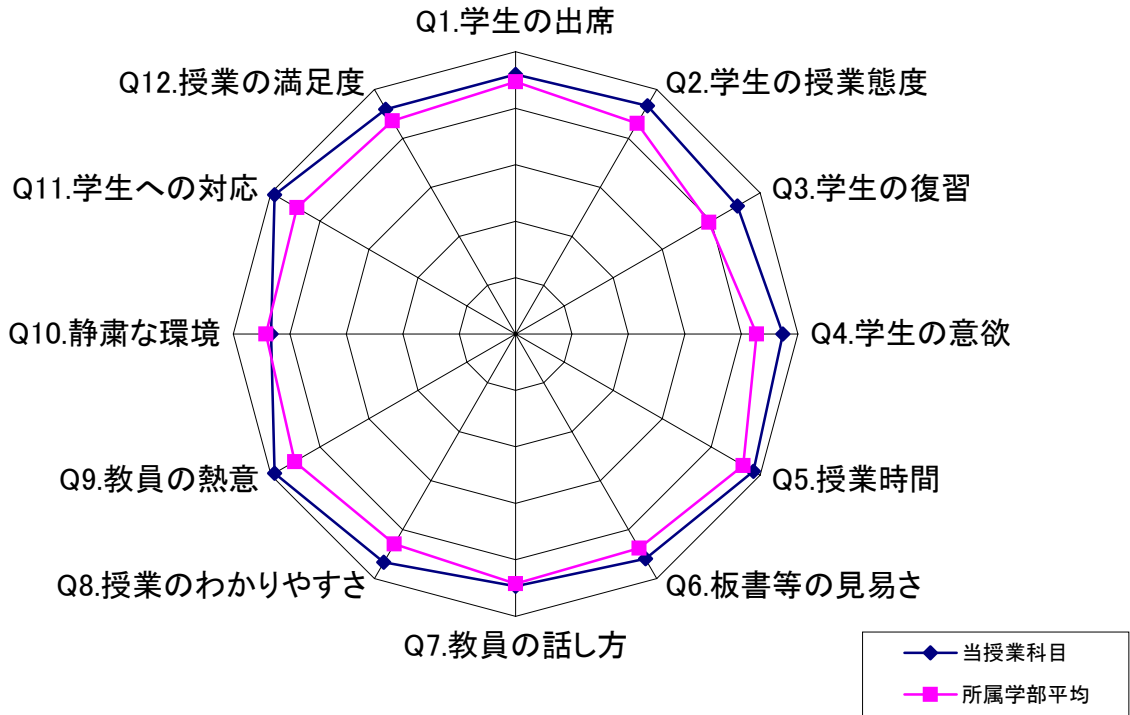 Q1.学生の出席
Q2.学生の授業態度
Q3.学生の復習
Q4.学生の意欲
Q5.授業時間
Q6.板書等の見易さ
Q7.教員の話し方
Q8.授業のわかりやすさ
Q9.教員の熱意
Q10.静粛な環境
Q11.学生への対応
Q12.授業の満足度
当授業科目
所属学部平均